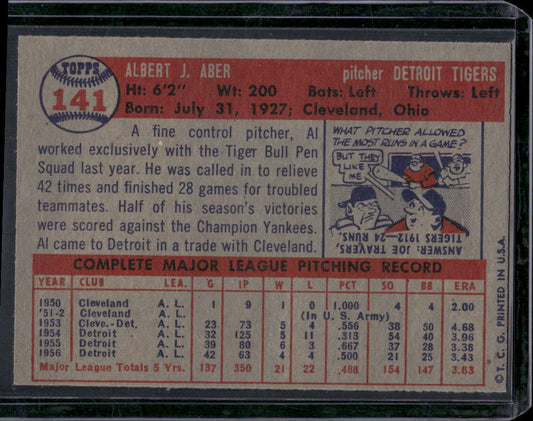 TOPPS
141
ALBERT J. ABER pitcher DETROIT TIGERS
Ht: 6'2" Wt: 200 Bats: Left Throws: Left
Born: July 31, 1927; Cleveland, Ohio
A fine control pitcher, Al
worked exclusively with the Tiger Bull Pen
Squad last year. He was called in to relieve
42 times and finished 28 games for troubled
teammates. Half of his season's victories
were scored against the Champion Yankees.
Al came to Detroit in a trade with Cleveland.
WHAT PITCHER ALLOWED
THE MOST RUNS IN A GAME?
BUT THEY
LIKE
ME.
ANSWER: JOE TRAVERS,
TIGERS 1912—24 RUNS.
COMPLETE MAJOR LEAGUE PITCHING RECORD
YEAR CLUB LEA. G IP W L PCT SO BB ERA
1950 Cleveland A. L. 1 9 1 0 1.000 4 4 2.00
'51-2 Cleveland A. L. (In U. S. Army)
1953 Cleve.-Det. A. L. 23 73 5 4 .556 38 50 4.68
1954 Detroit A. L. 32 125 5 11 .313 54 40 3.96
1955 Detroit A. L. 39 80 6 3 .667 37 28 3.38
1956 Detroit A. L. 42 63 4 4 .500 21 25 3.43
Major League Totals 5 Yrs. 137 350 21 22 .488 154 147 3.83
© T. C. G. PRINTED IN U.S.A.